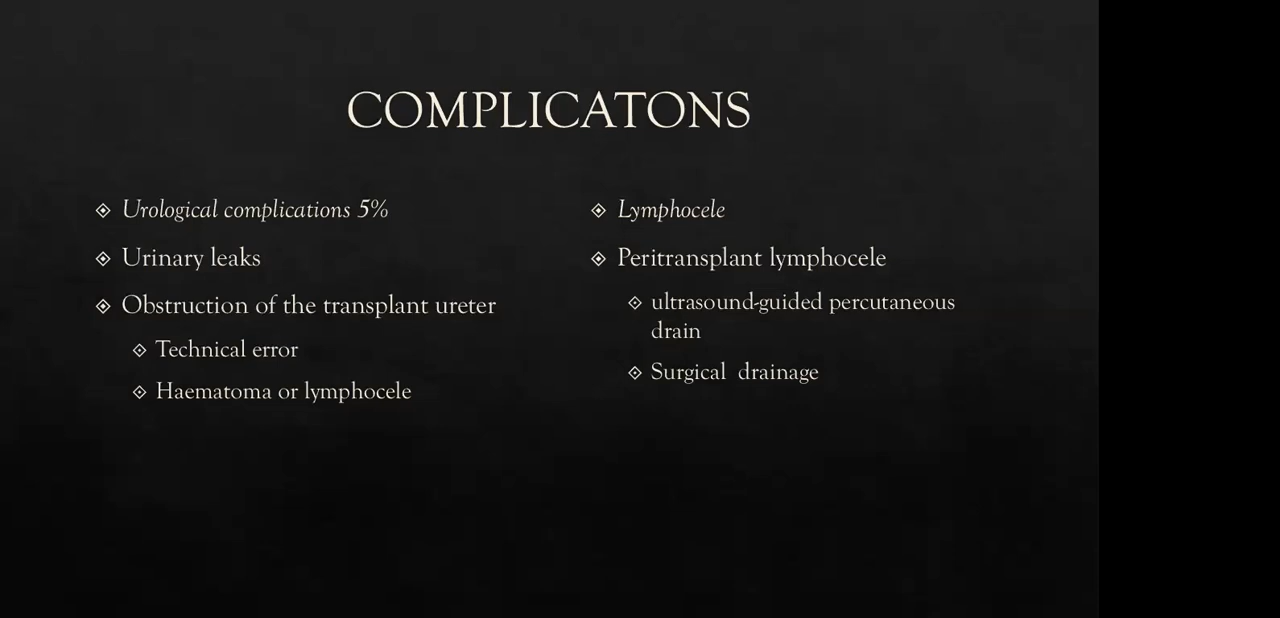 COMPLICATONS
Urological complications 5%
Urinary leaks
Obstruction of the transplant ureter
Technical error
Haematoma or lymphocele
Lymphocele
Peritransplant lymphocele
ultrasound-guided percutaneous
drain
Surgical drainage